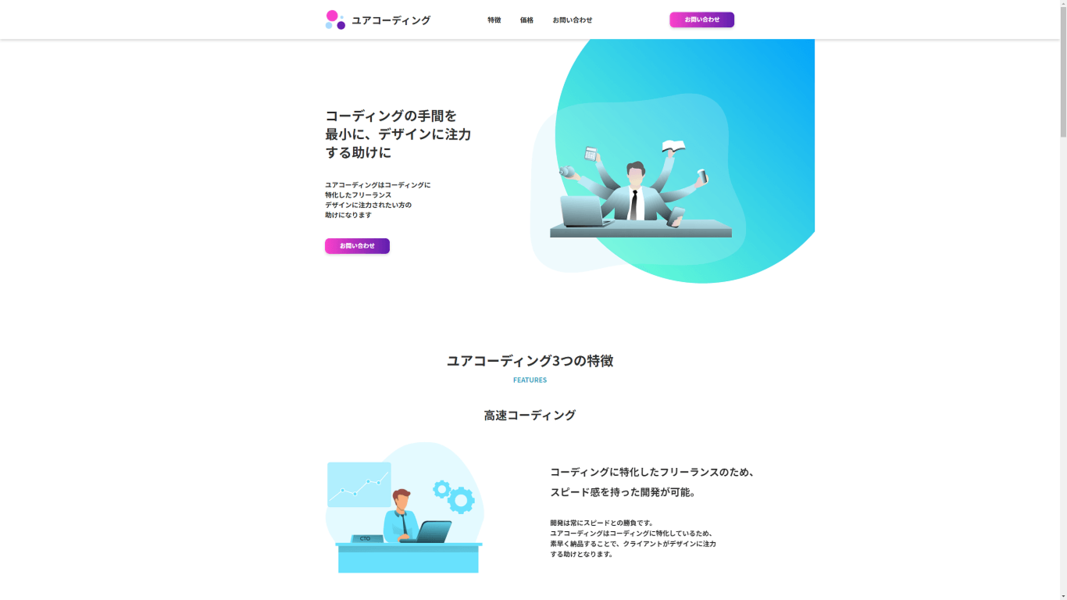 ユアコーディング
特徴
価格
お問い合わせ
お問い合わせ
コーディングの手間を
最小に、デザインに注力
する助けに
ユアコーディングはコーディングに
特化したフリーランス
デザインに注力されたい方の
助けになります
お問い合わせ
ユアコーディング3つの特徴
FEATURES
高速コーディング
CTO
コーディングに特化したフリーランスのため、
スピード感を持った開発が可能。
開発は常にスピードとの勝負です。
ユアコーディングはコーディングに特化しているため、
素早く納品することで、クライアントがデザインに注力
する助けとなります。